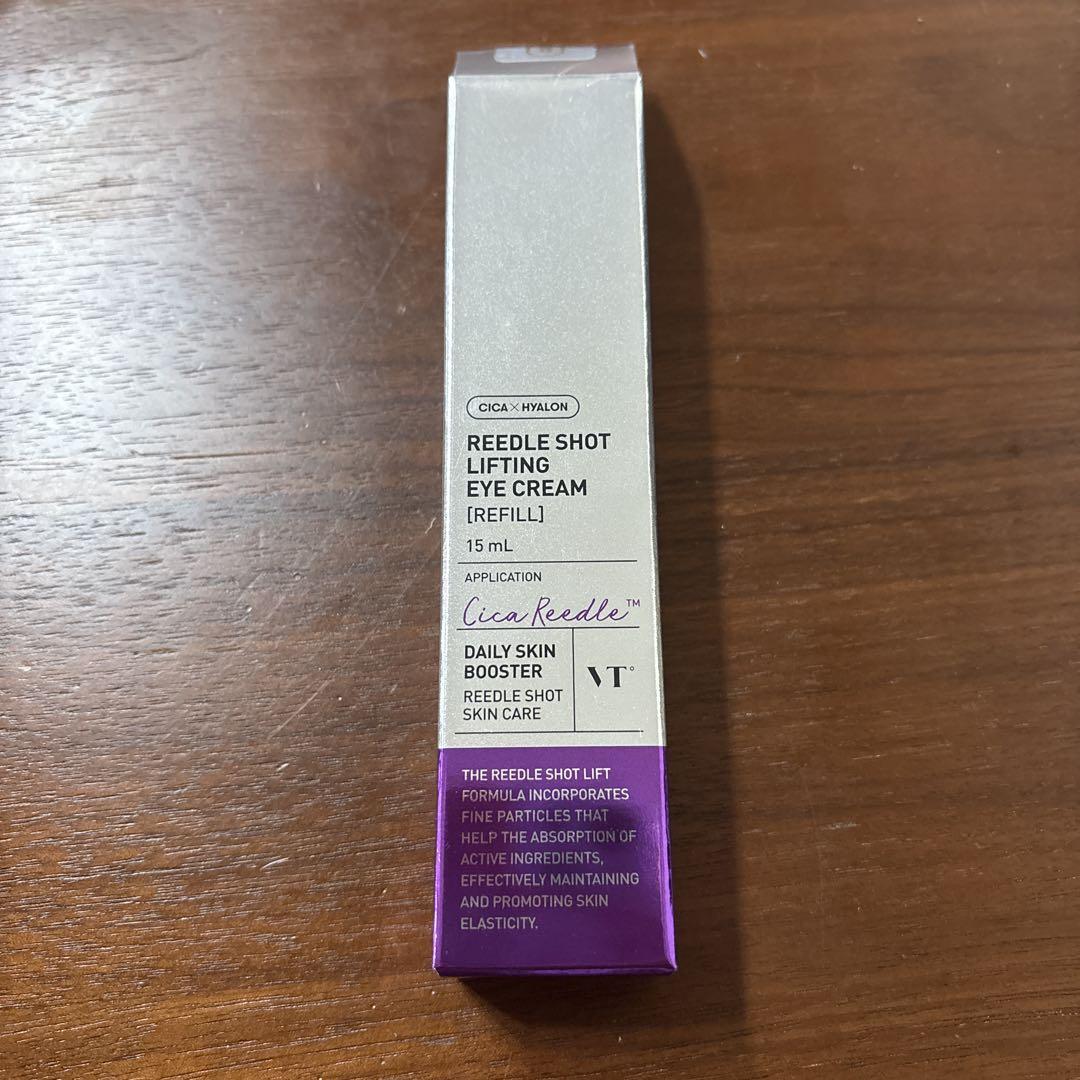 CICA×HYALON
REEDLE SHOT
LIFTING
EYE CREAM
[REFILL]
15 mL
APPLICATION
Cica Reedle™
DAILY SKIN
BOOSTER
REEDLE SHOT
SKIN CARE
VT°
THE REEDLE SHOT LIFT
FORMULA INCORPORATES
FINE PARTICLES THAT
HELP THE ABSORPTION OF
ACTIVE INGREDIENTS,
EFFECTIVELY MAINTAINING
AND PROMOTING SKIN
ELASTICITY.